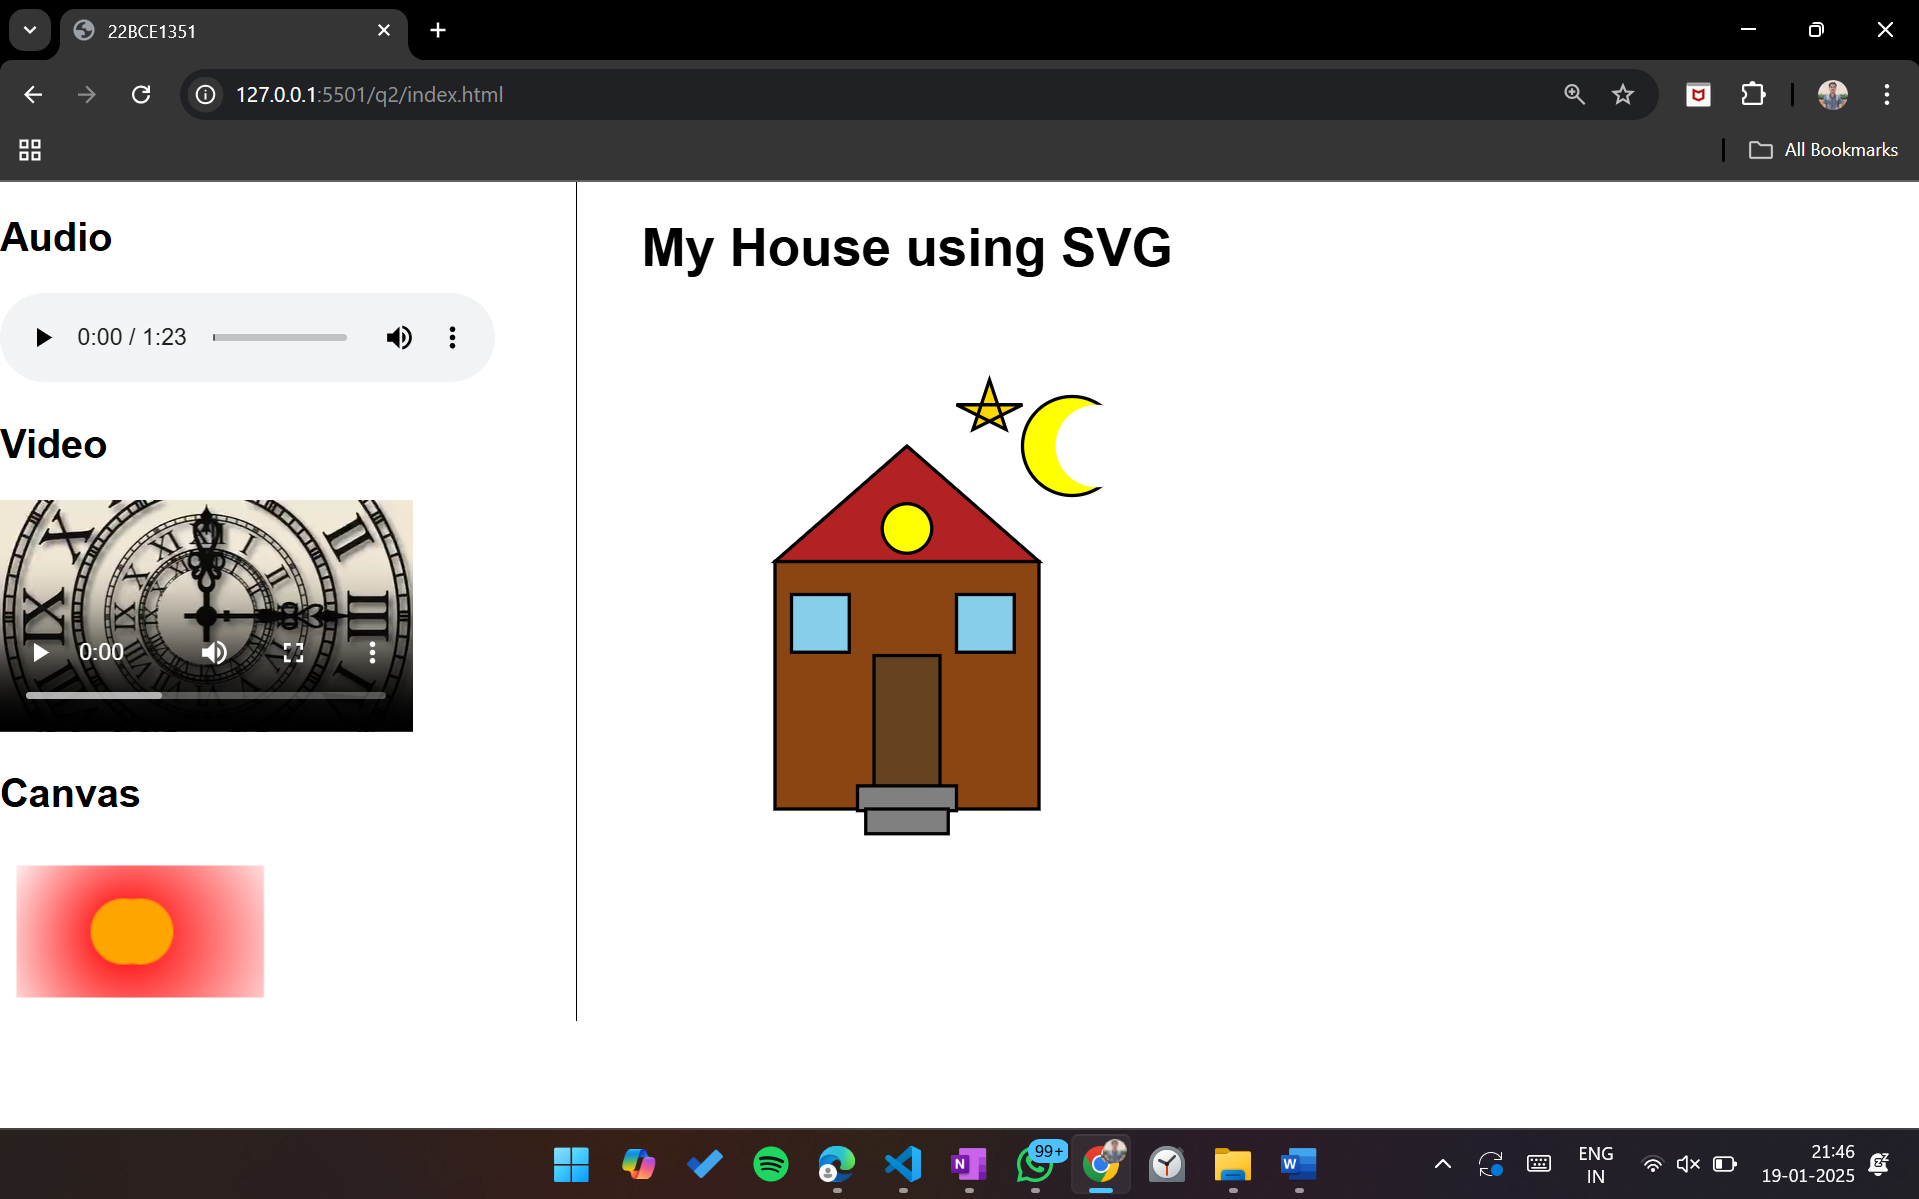 22BCE1351
127.0.0.1:5501/q2/index.html
All Bookmarks
Audio
0:00 / 1:23
Video
0:00
Canvas
My House using SVG
99+
ENG
IN
21:46
19-01-2025